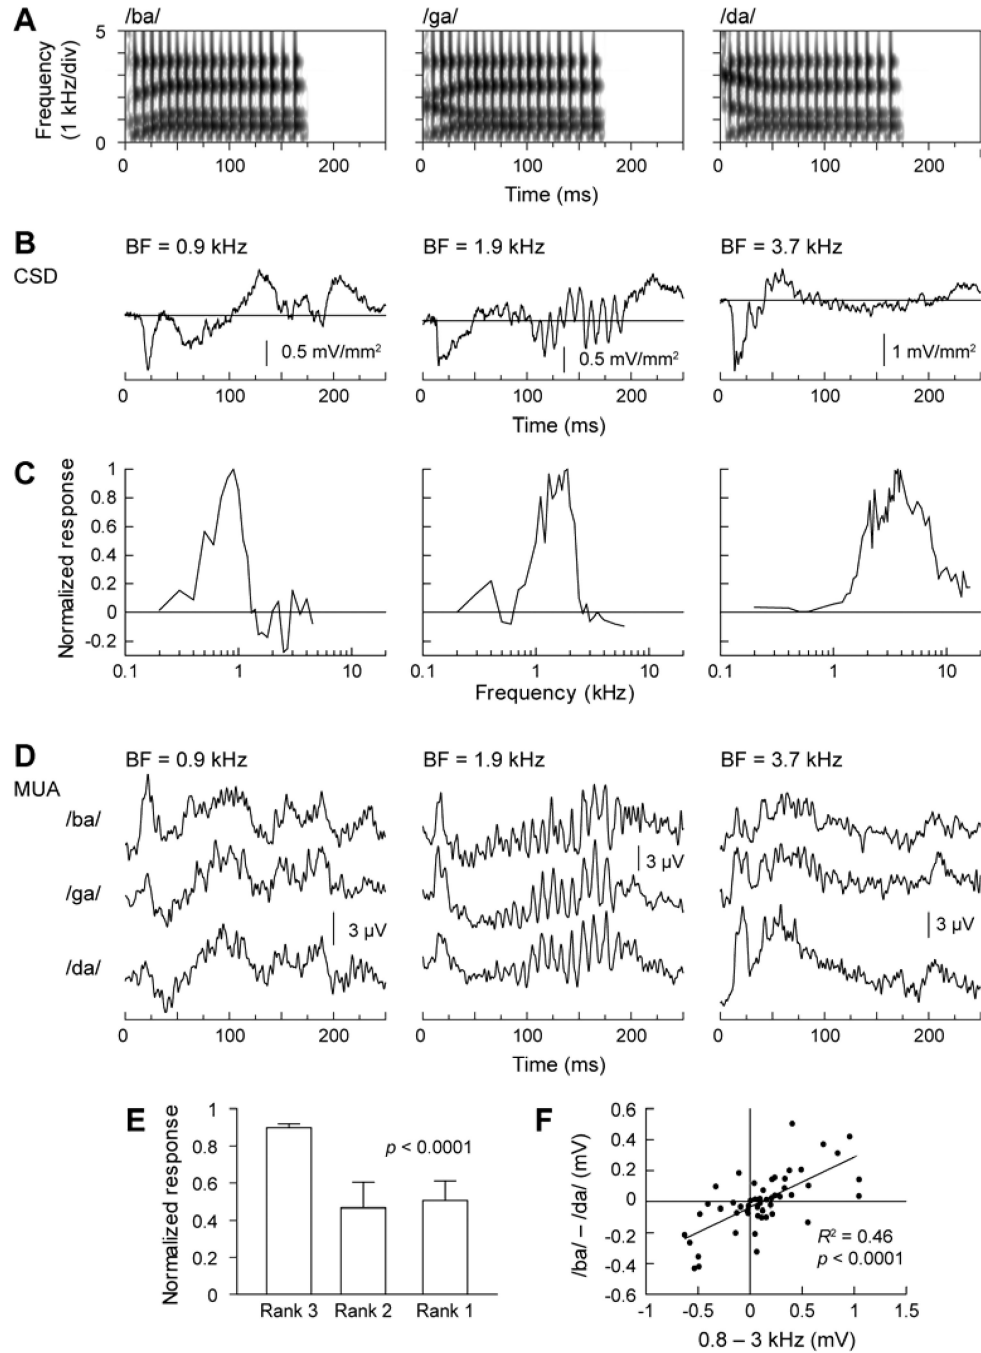 A
/ba/ /ga/ /da/
Frequency
(1 kHz/div)
5
0
0 100 200 0 100 200 0 100 200
Time (ms)
B
CSD
BF = 0.9 kHz BF = 1.9 kHz BF = 3.7 kHz
0.5 mV/mm² 0.5 mV/mm² 1 mV/mm²
0 100 200 0 100 200 0 100 200
Time (ms)
C
Normalized response
1
0.8
0.6
0.4
0.2
0
-0.2
0.1 1 10 0.1 1 10 0.1 1 10
Frequency (kHz)
D
MUA
BF = 0.9 kHz BF = 1.9 kHz BF = 3.7 kHz
/ba/
3 µV
/ga/
3 µV 3 µV
/da/
0 100 200 0 100 200 0 100 200
Time (ms)
E
Normalized response
1
0.8
0.6
0.4
0.2
0
p < 0.0001
Rank 3 Rank 2 Rank 1
F
/ba/ – /da/ (mV)
0.6
0.4
0.2
0
-0.2
-0.4
-0.6
R² = 0.46
p < 0.0001
-1 -0.5 0 0.5 1 1.5
0.8 – 3 kHz (mV)